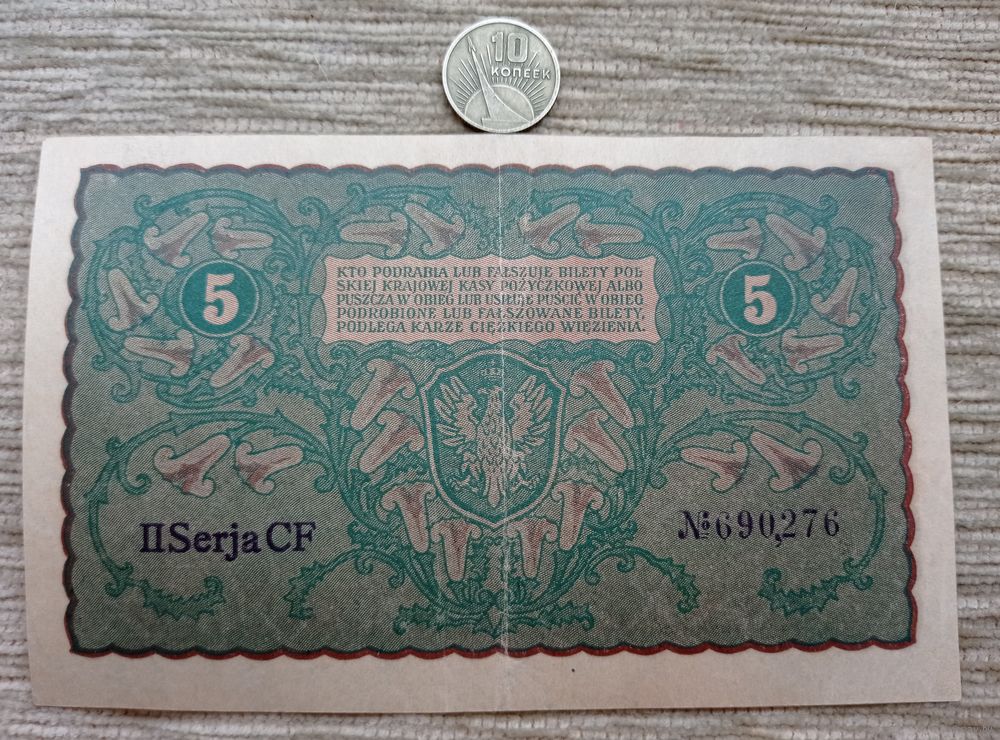 10
КОПЕЕК
KTO PODRABIA LUB FAŁSZUJE BILETY POL
SKIEJ KRAJOWEJ KASY POŻYCZKOWEJ ALBO
PUSZCZA W OBIEG LUB USIŁUJE PUŚCIĆ W OBIEG
PODROBIONE LUB FAŁSZOWANE BILETY,
PODLEGA KARZE CIĘŻKIEGO WIĘZIENIA.
5
5
II Serja CF
№ 690,276